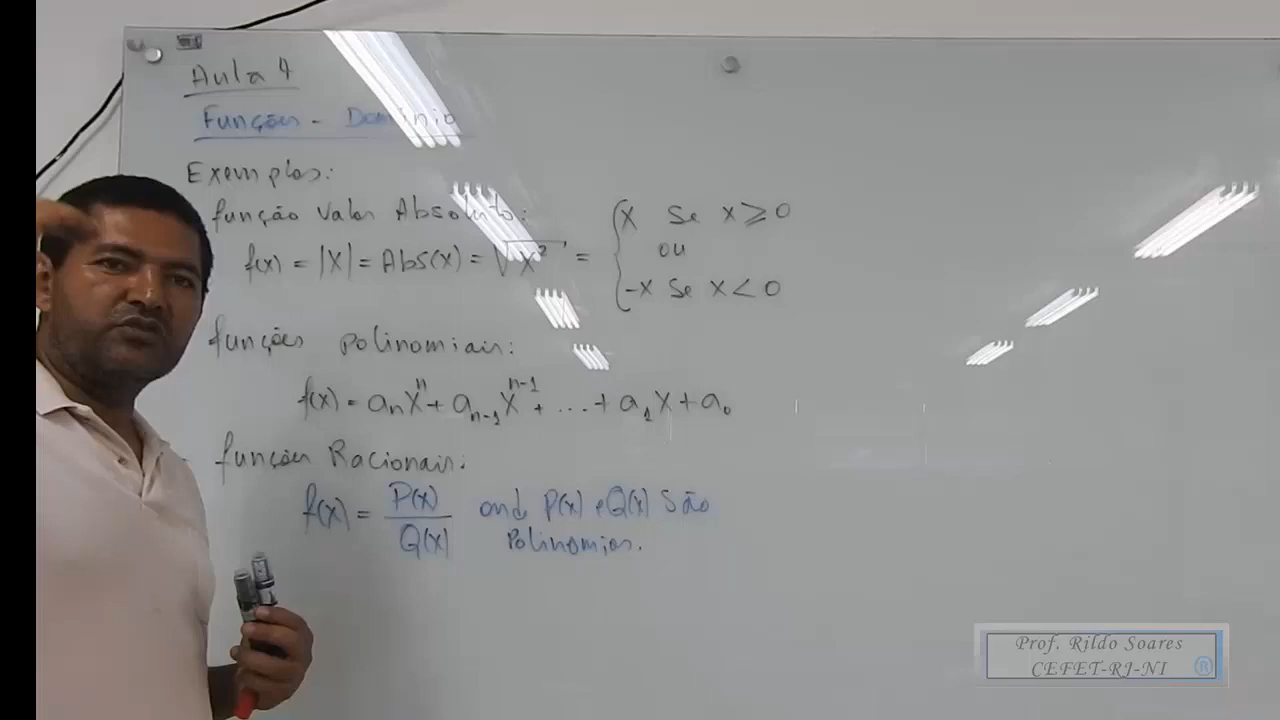 Aula 4
Funções - Domínio
Exemplos:
função Valor Absoluto:
f(x) = |X| = Abs(x) = √x² = { X Se X ≥ 0
ou
-X Se X < 0
funções polinomiais:
f(x) = aₙxⁿ + aₙ₋₁xⁿ⁻¹ + ... + a₁x + a₀
funções Racionais:
f(x) = P(x)/Q(x) onde P(x) e Q(x) São
Polinomios.
Prof. Rildo Soares
CEFET-RJ-NI ®